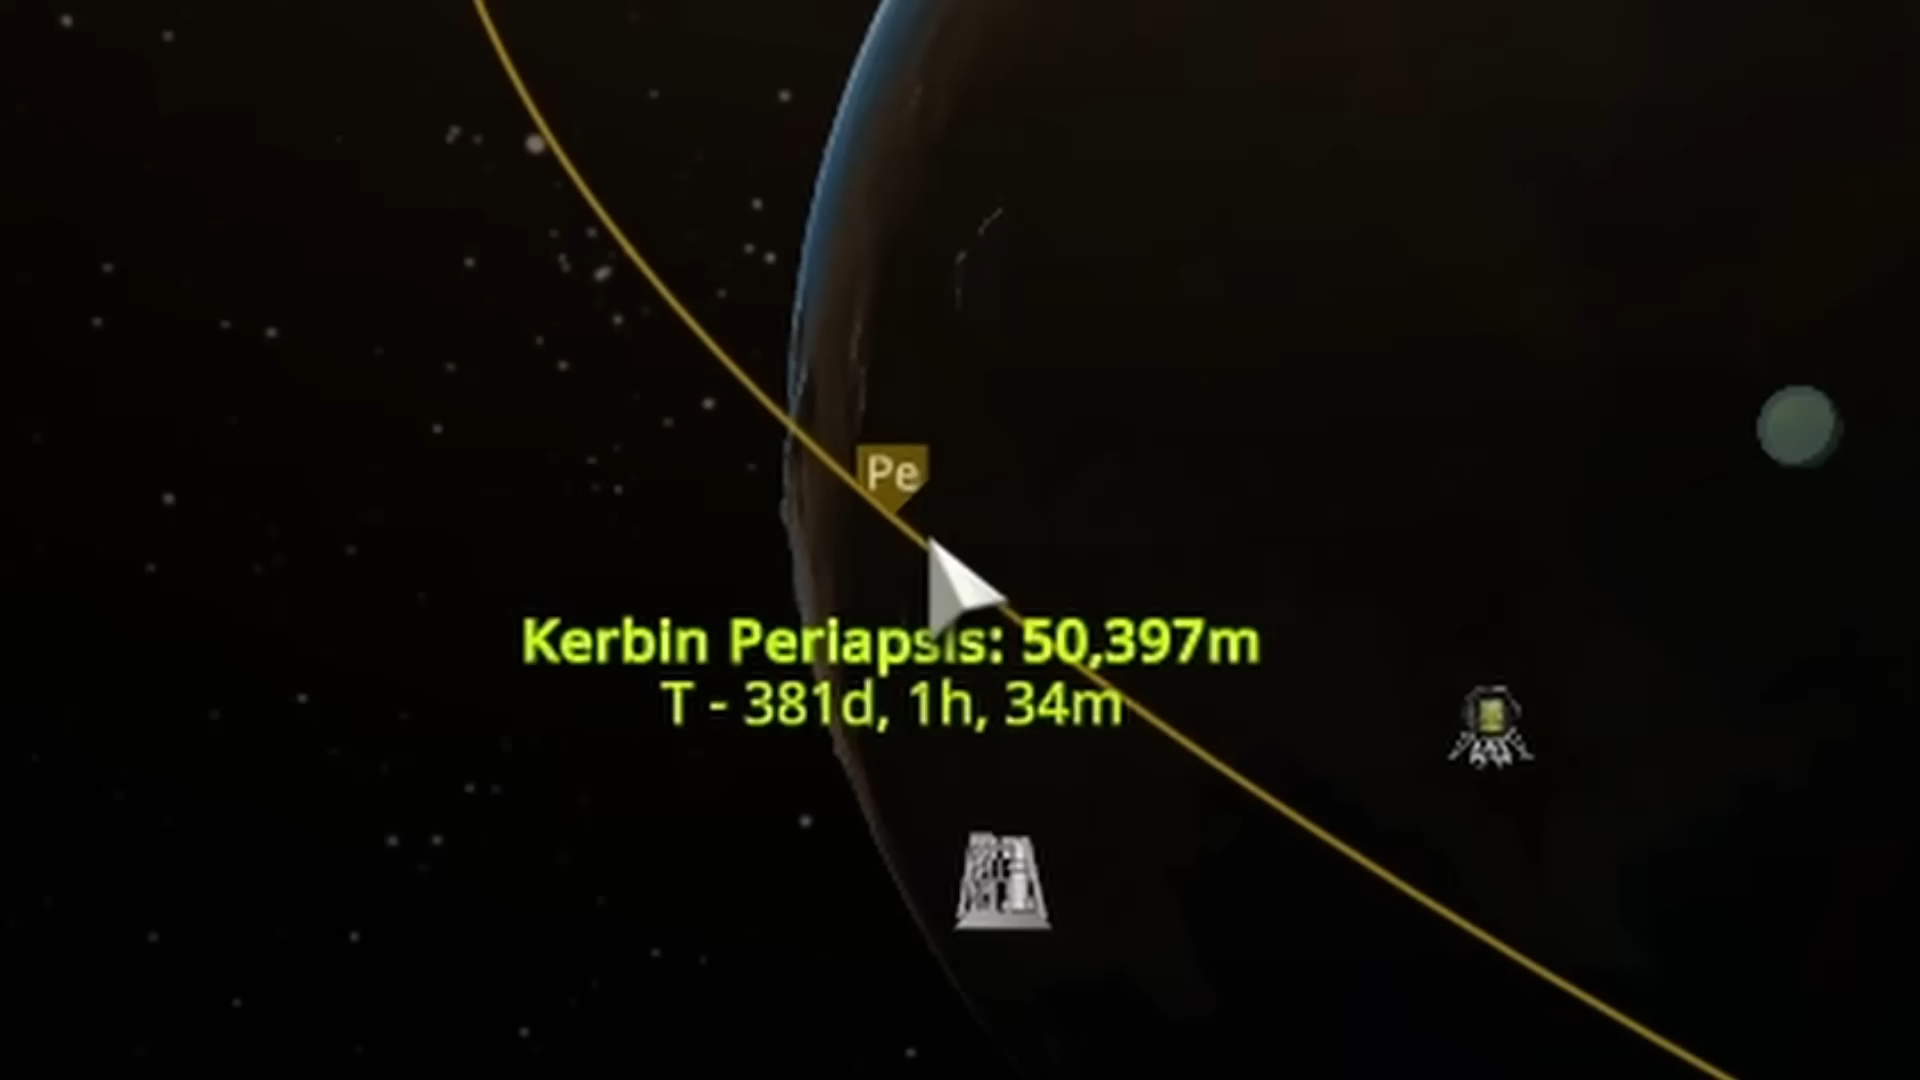 Pe
Kerbin Periapsis: 50,397m
T - 381d, 1h, 34m